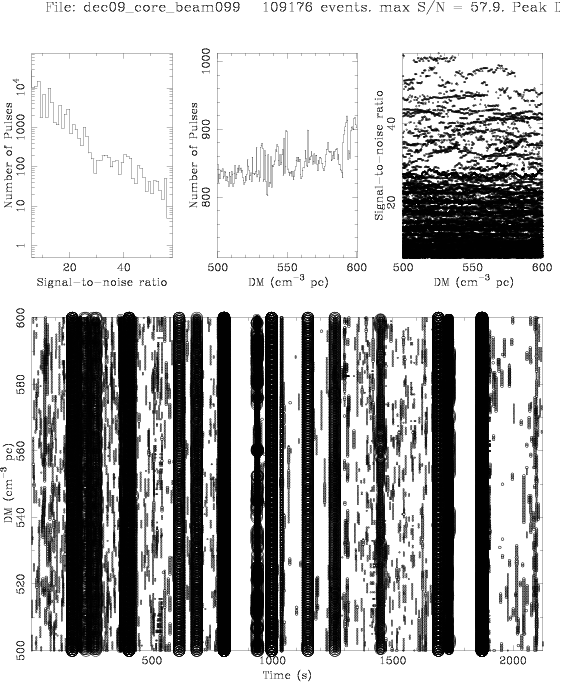 File: dec09_core_beam099 109176 events. max S/N = 57.9. Peak D
Number of Pulses
1 10 100 1000 10^4
20 40
Signal-to-noise ratio
Number of Pulses
800 900 1000
500 550 600
DM (cm^-3 pc)
Signal-to-noise ratio
20 40
500 550 600
DM (cm^-3 pc)
DM (cm^-3 pc)
500 520 540 560 580 600
500 1000 1500 2000
Time (s)